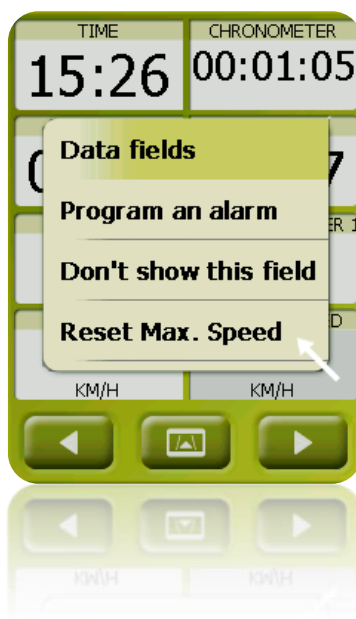 TIME
CHRONOMETER
15:26
00:01:05
Data fields
Program an alarm
Don't show this field
Reset Max. Speed
KM/H
KM/H